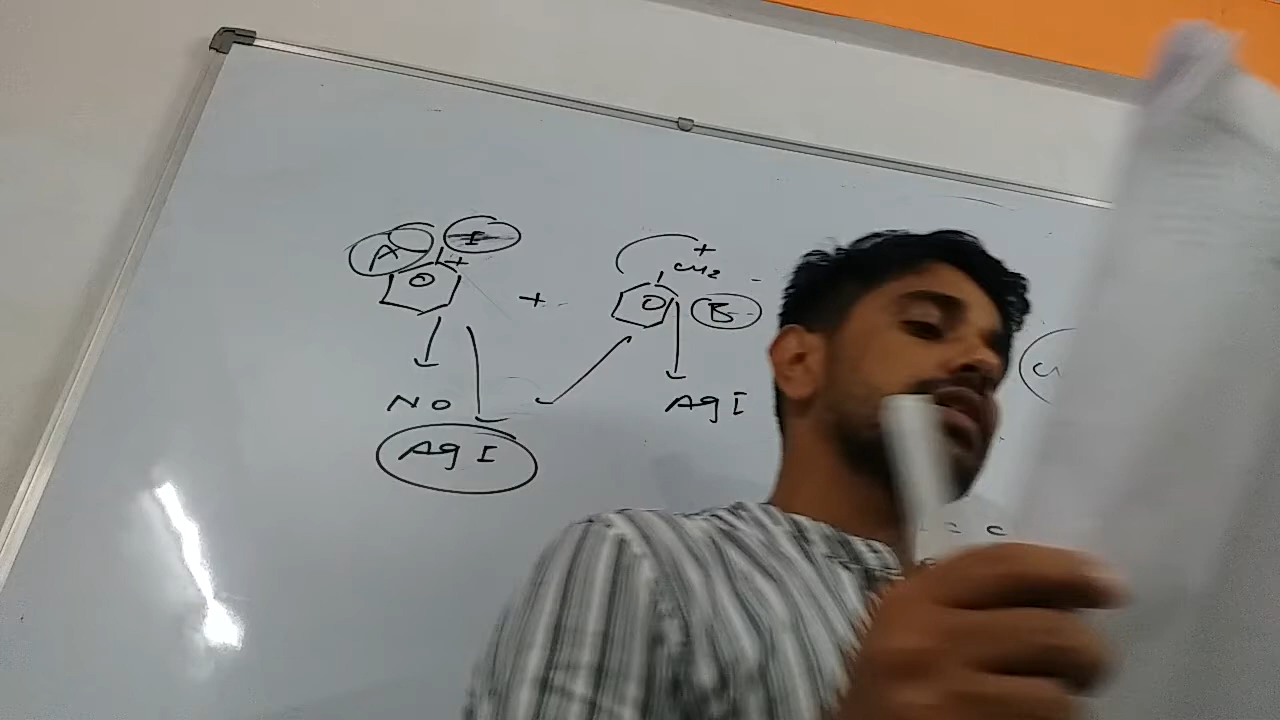 A I
+
+ +
CH2
B
NO AgI
AgI
= c